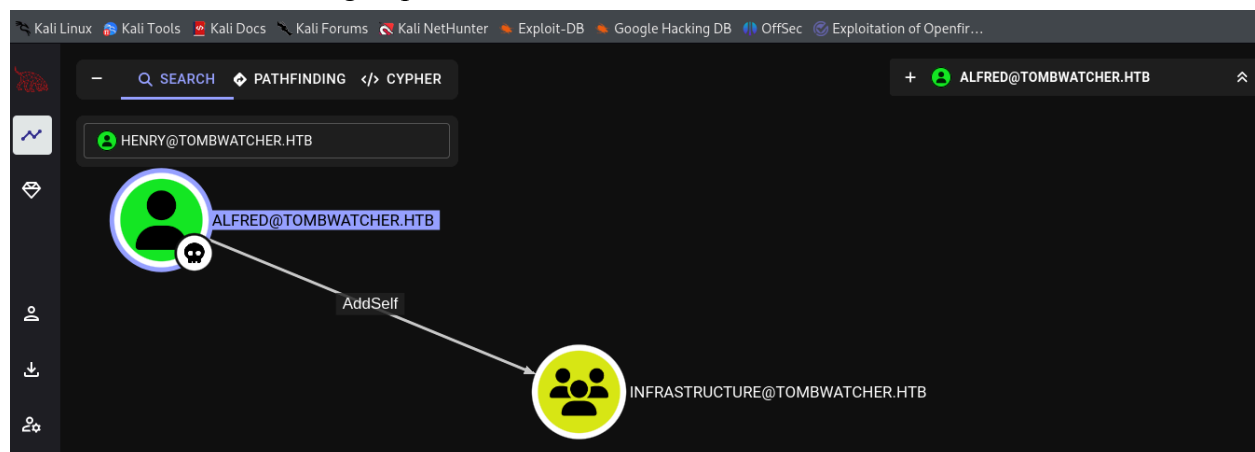 Kali Linux Kali Tools Kali Docs Kali Forums Kali NetHunter Exploit-DB Google Hacking DB OffSec Exploitation of Openfir...
SEARCH PATHFINDING </> CYPHER
+ ALFRED@TOMBWATCHER.HTB
HENRY@TOMBWATCHER.HTB
ALFRED@TOMBWATCHER.HTB
AddSelf
INFRASTRUCTURE@TOMBWATCHER.HTB